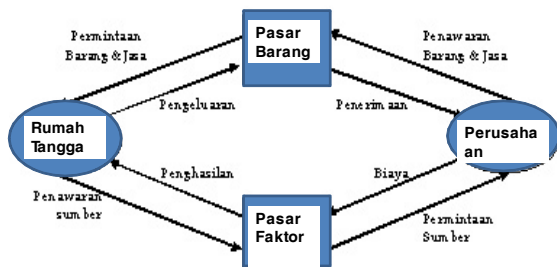 Permintaan
Barang & Jasa
Pasar
Barang
Penawaran
Barang & Jasa
Pengeluaran
Penerimaan
Rumah
Tangga
Perusaha
an
Penghasilan
Biaya
Penawaran
sumber
Pasar
Faktor
Permintaan
Sumber